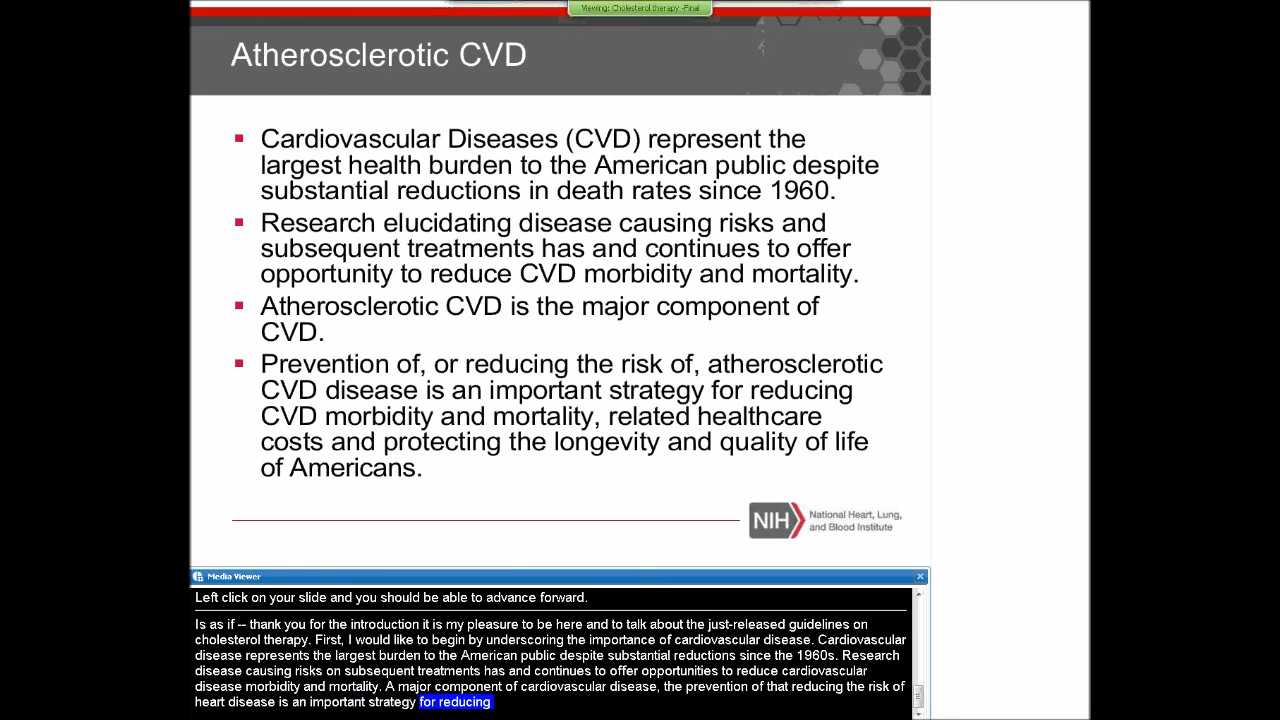 Viewing: Cholesterol therapy -Final
Atherosclerotic CVD
Cardiovascular Diseases (CVD) represent the
largest health burden to the American public despite
substantial reductions in death rates since 1960.
Research elucidating disease causing risks and
subsequent treatments has and continues to offer
opportunity to reduce CVD morbidity and mortality.
Atherosclerotic CVD is the major component of
CVD.
Prevention of, or reducing the risk of, atherosclerotic
CVD disease is an important strategy for reducing
CVD morbidity and mortality, related healthcare
costs and protecting the longevity and quality of life
of Americans.
NIH National Heart, Lung,
and Blood Institute
Media Viewer
Left click on your slide and you should be able to advance forward.
Is as if -- thank you for the introduction it is my pleasure to be here and to talk about the just-released guidelines on
cholesterol therapy. First, I would like to begin by underscoring the importance of cardiovascular disease. Cardiovascular
disease represents the largest burden to the American public despite substantial reductions since the 1960s. Research
disease causing risks on subsequent treatments has and continues to offer opportunities to reduce cardiovascular
disease morbidity and mortality. A major component of cardiovascular disease, the prevention of that reducing the risk of
heart disease is an important strategy for reducing